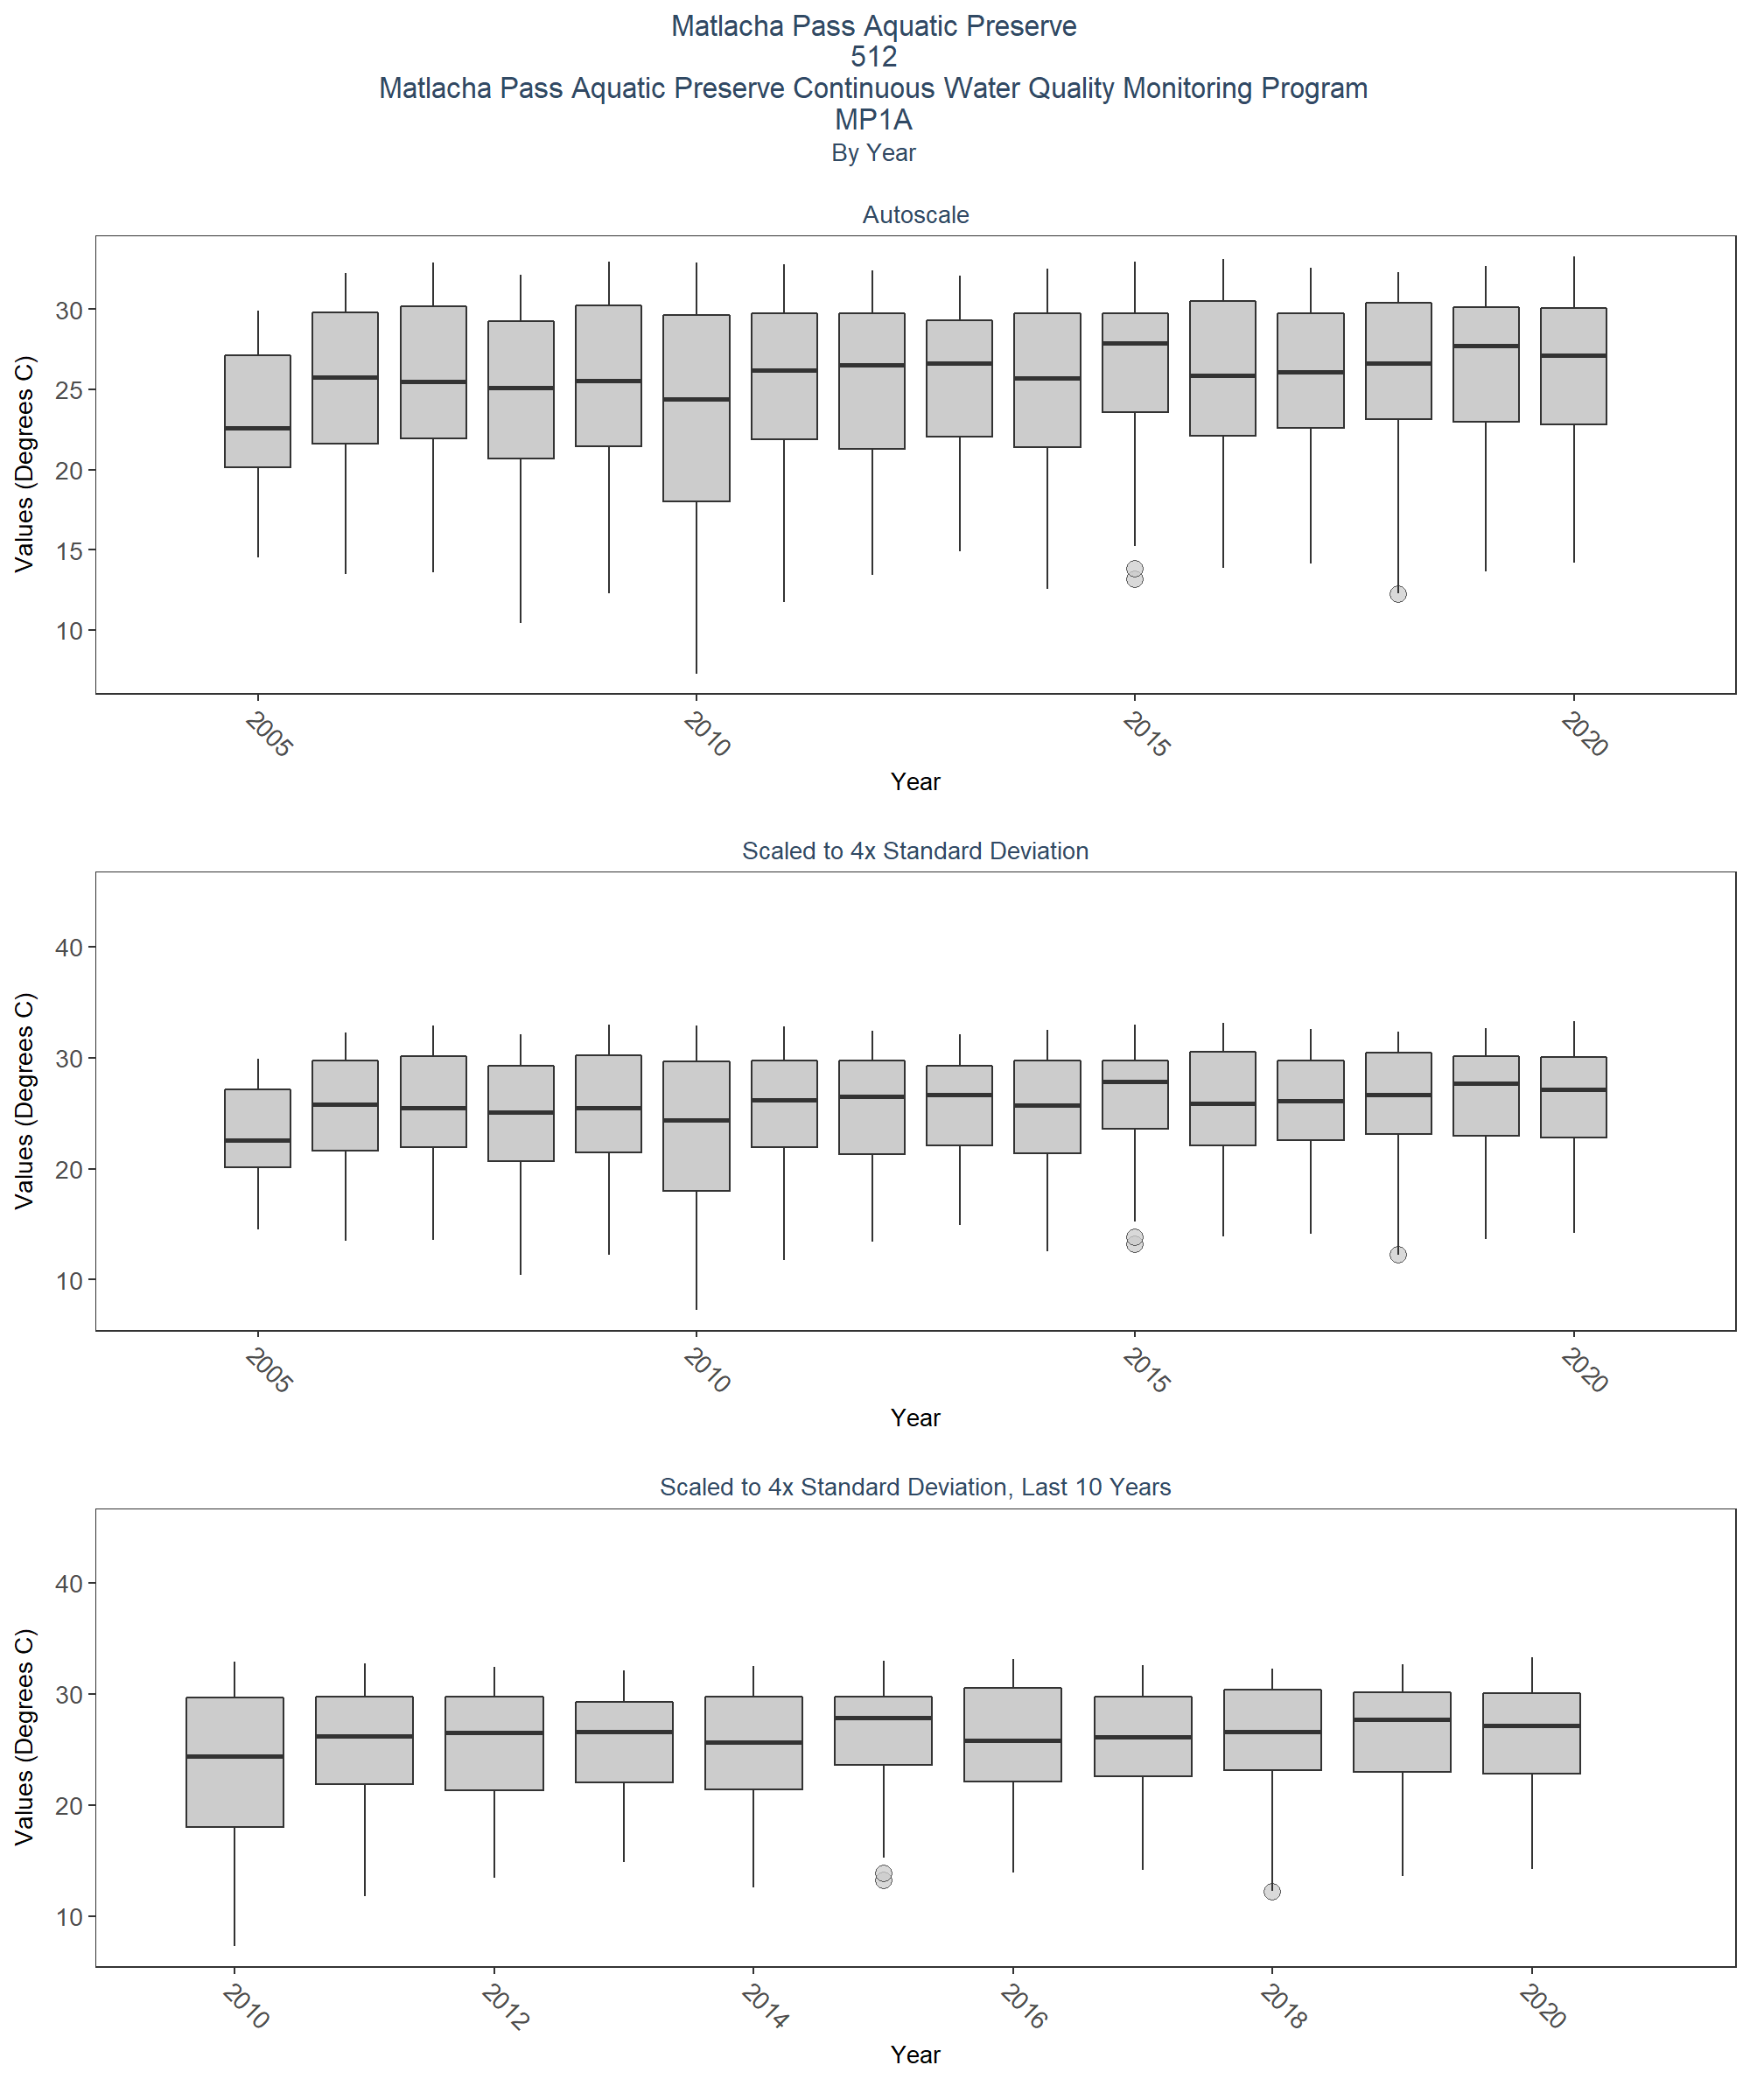 Matlacha Pass Aquatic Preserve
512
Matlacha Pass Aquatic Preserve Continuous Water Quality Monitoring Program
MP1A
By Year
Autoscale
Values (Degrees C)
30
25
20
15
10
2005
2010
2015
2020
Year
Scaled to 4x Standard Deviation
Values (Degrees C)
40
30
20
10
2005
2010
2015
2020
Year
Scaled to 4x Standard Deviation, Last 10 Years
Values (Degrees C)
40
30
20
10
2010
2012
2014
2016
2018
2020
Year